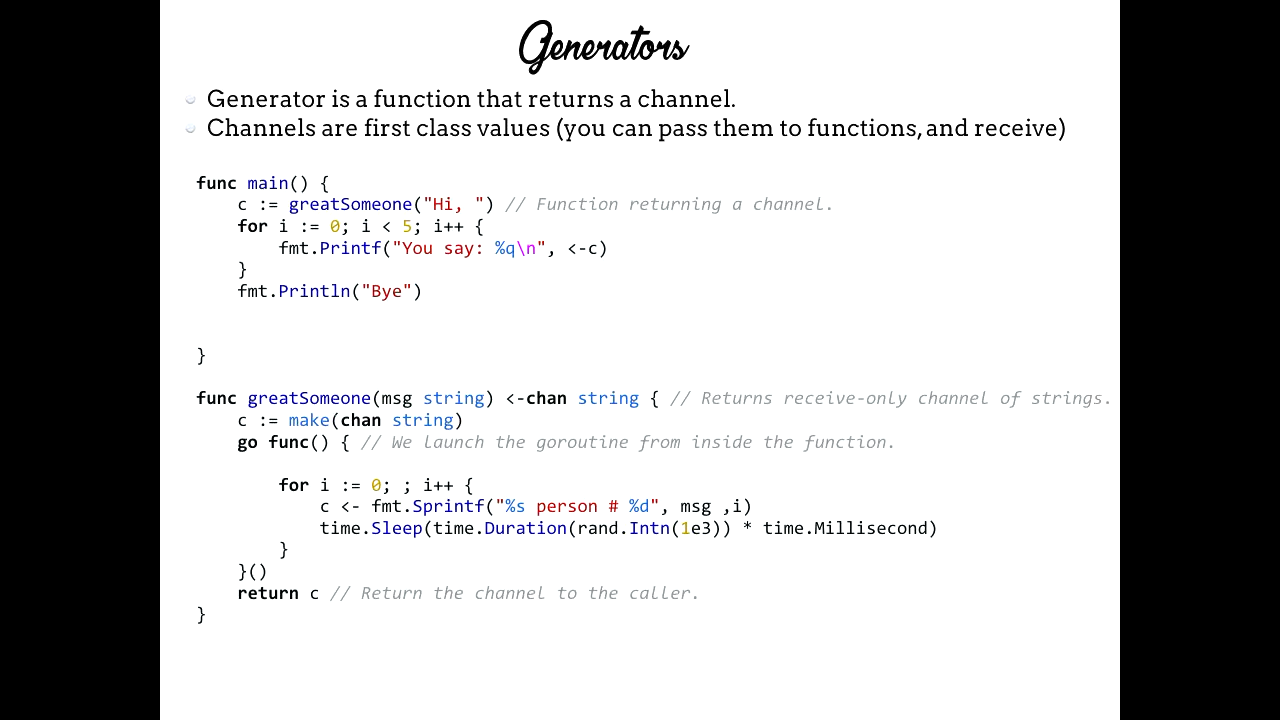 Generators
Generator is a function that returns a channel.
Channels are first class values (you can pass them to functions, and receive)
func main() {
    c := greatSomeone("Hi, ") // Function returning a channel.
    for i := 0; i < 5; i++ {
        fmt.Printf("You say: %q\n", <-c)
    }
    fmt.Println("Bye")
}
func greatSomeone(msg string) <-chan string { // Returns receive-only channel of strings.
    c := make(chan string)
    go func() { // We launch the goroutine from inside the function.
        for i := 0; ; i++ {
            c <- fmt.Sprintf("%s person # %d", msg ,i)
            time.Sleep(time.Duration(rand.Intn(1e3)) * time.Millisecond)
        }
    }()
    return c // Return the channel to the caller.
}